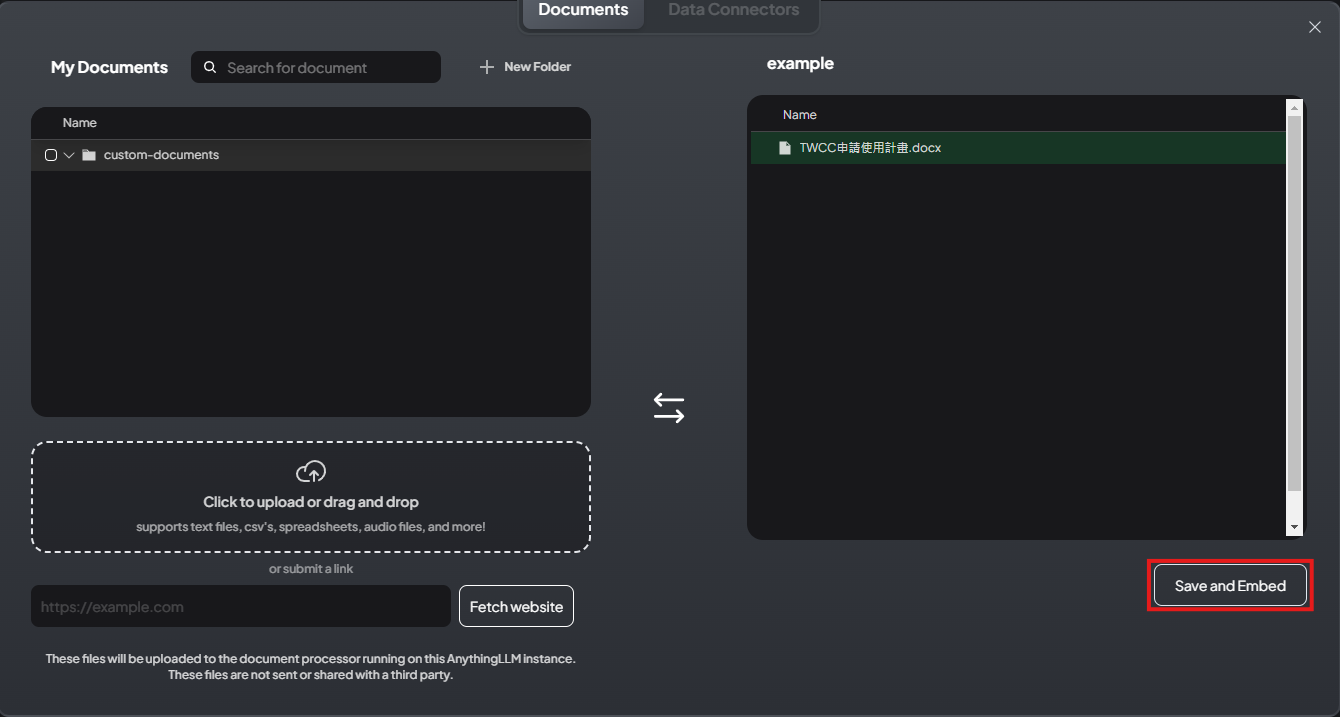 Documents
Data Connectors
My Documents
Search for document
New Folder
Name
custom-documents
Click to upload or drag and drop
supports text files, csv's, spreadsheets, audio files, and more!
or submit a link
https://example.com
Fetch website
These files will be uploaded to the document processor running on this AnythingLLM instance.
These files are not sent or shared with a third party.
example
Name
TWCC申請使用計畫.docx
Save and Embed